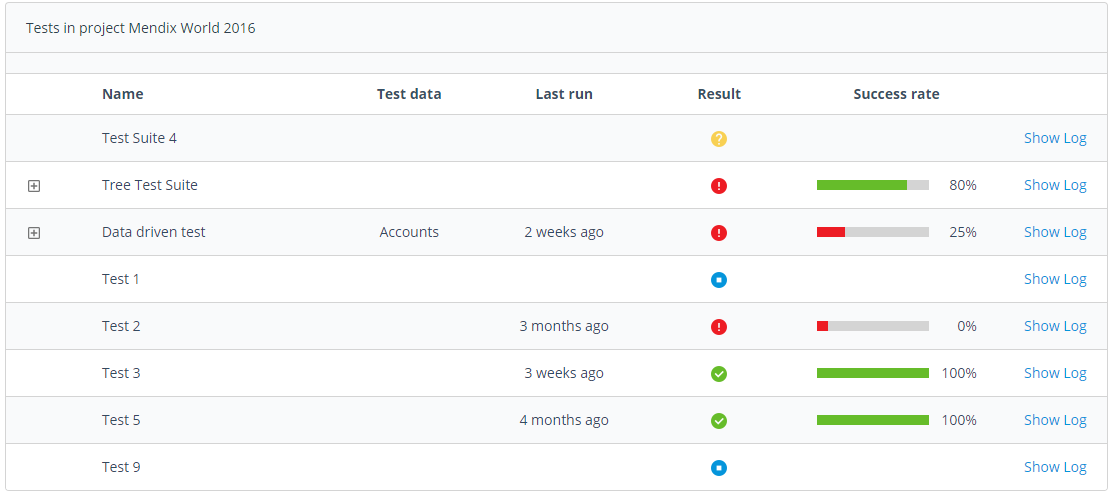 Tests in project Mendix World 2016
Name Test data Last run Result Success rate
Test Suite 4 Show Log
Tree Test Suite 80% Show Log
Data driven test Accounts 2 weeks ago 25% Show Log
Test 1 Show Log
Test 2 3 months ago 0% Show Log
Test 3 3 weeks ago 100% Show Log
Test 5 4 months ago 100% Show Log
Test 9 Show Log